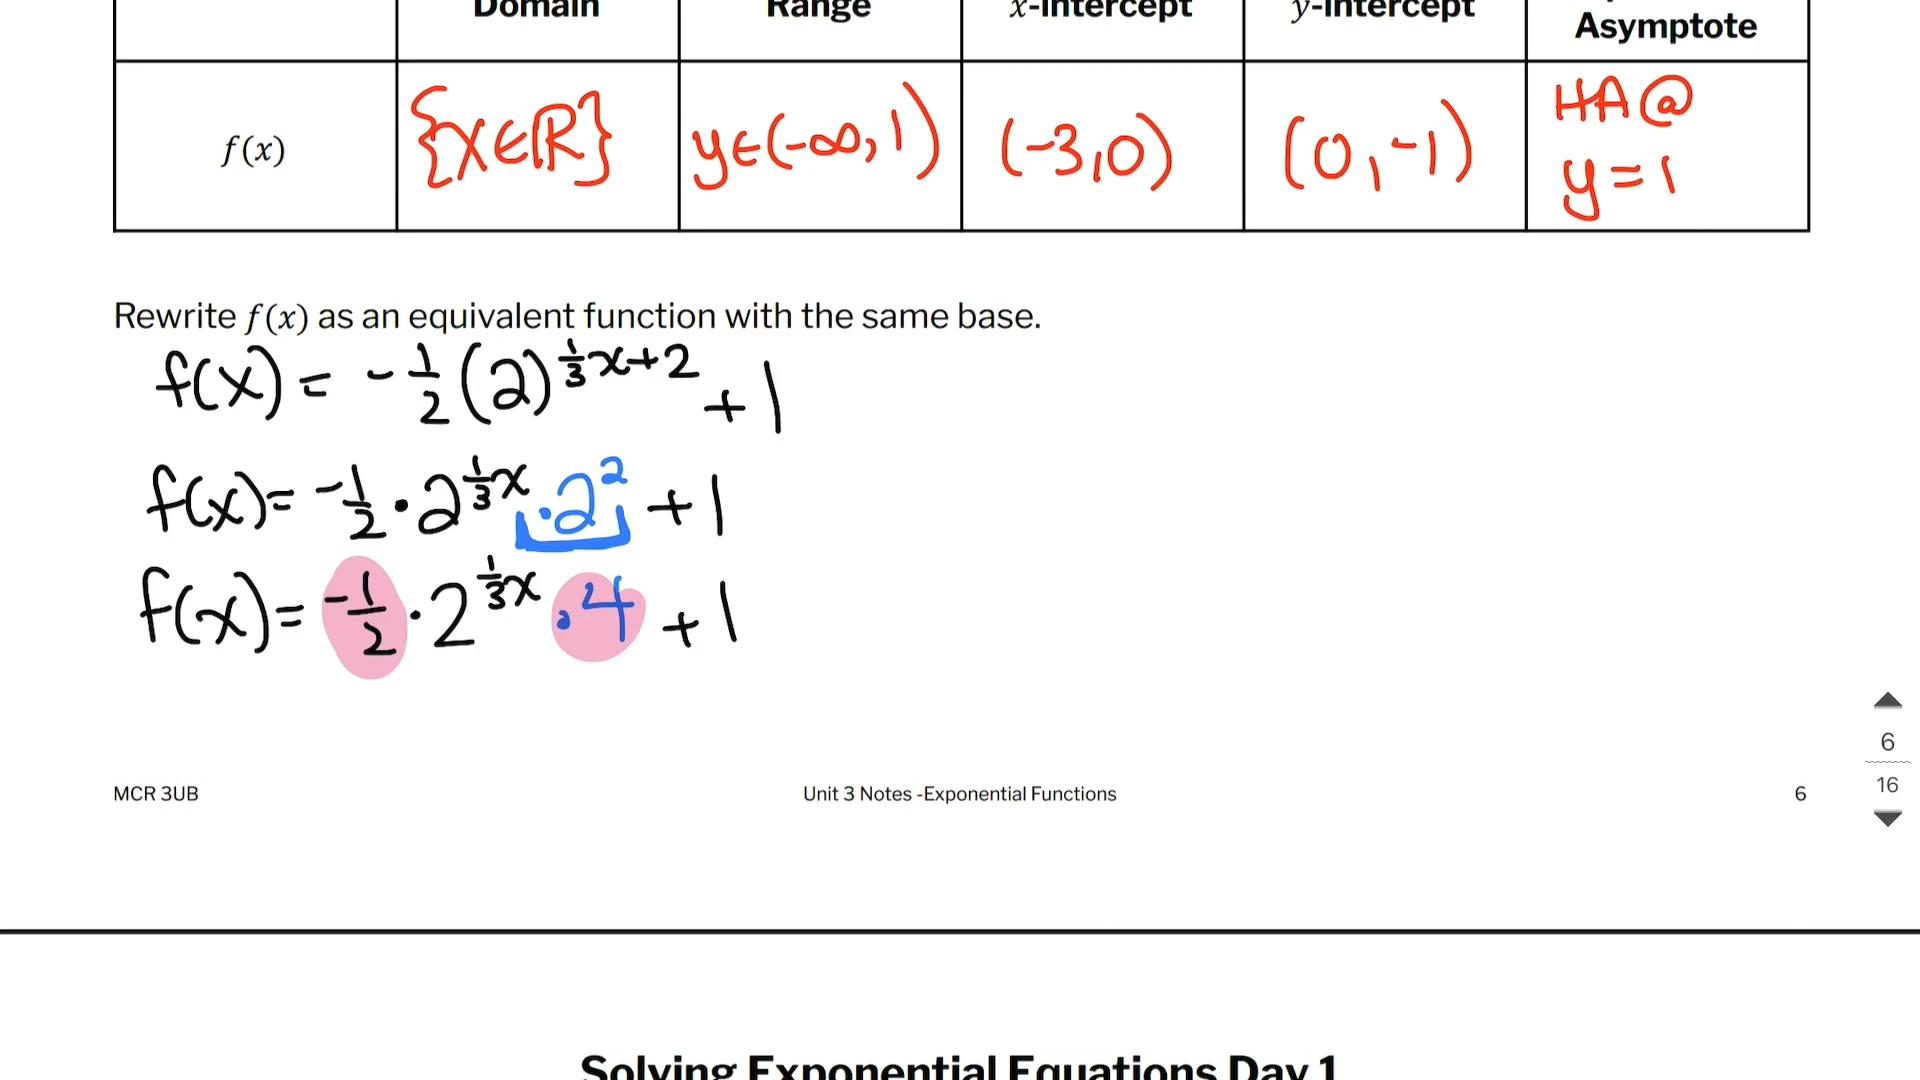 Domain Range x-intercept y-intercept
Asymptote
f(x) {x∈ℝ} y∈(-∞,1) (-3,0) (0,-1) HA@ y=1
Rewrite f(x) as an equivalent function with the same base.
f(x) = -1/2 (2)^(1/3x+2) + 1
f(x) = -1/2 · 2^(1/3x) · 2^2 + 1
f(x) = -1/2 · 2^(1/3x) · 4 + 1
6
16
MCR 3UB Unit 3 Notes -Exponential Functions 6
Solving Exponential Equations Day 1